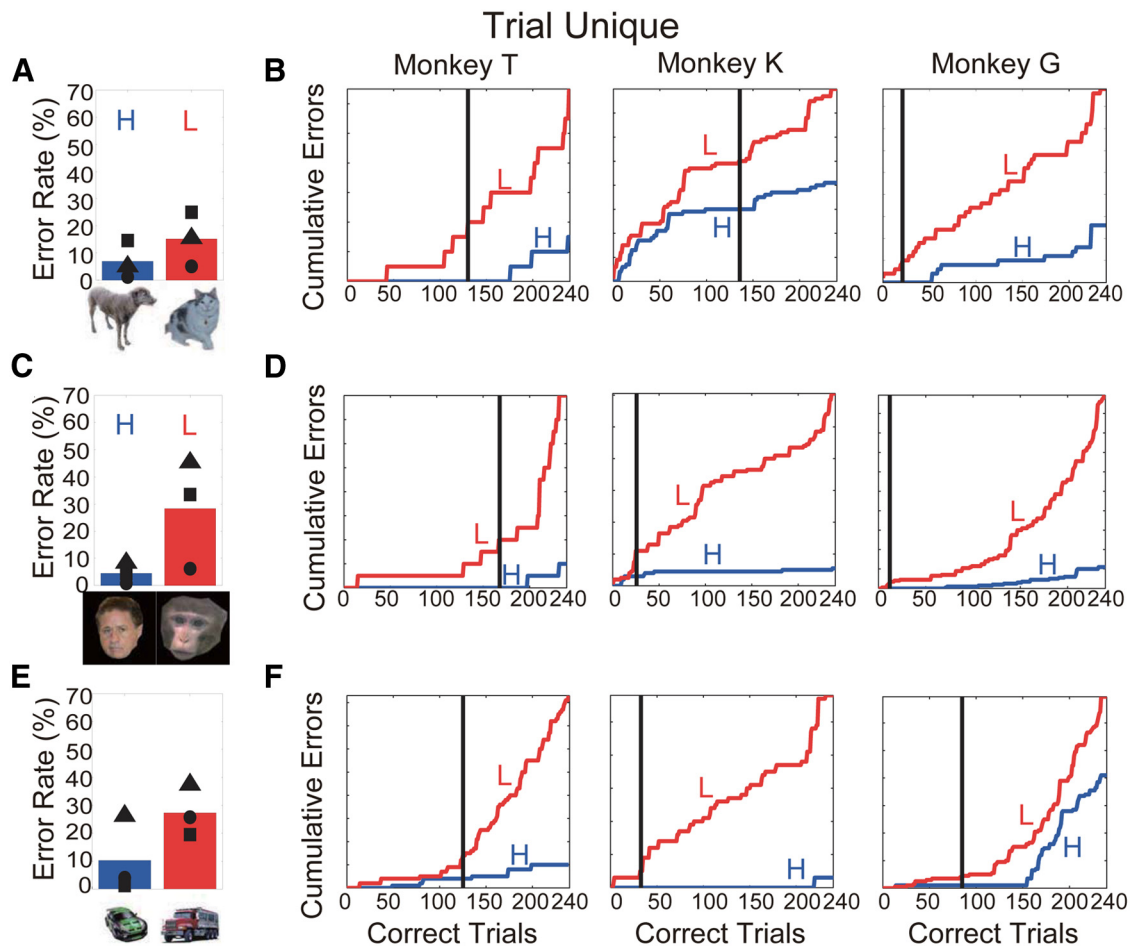 Trial Unique
A
B
Monkey T
Monkey K
Monkey G
Error Rate (%)
70
60
50
40
30
20
10
0
H
L
Cumulative Errors
L
H
0 50 100 150 200 240
L
H
0 50 100 150 200 240
L
H
0 50 100 150 200 240
C
D
Error Rate (%)
70
60
50
40
30
20
10
0
H
L
Cumulative Errors
L
H
0 50 100 150 200 240
L
H
0 50 100 150 200 240
L
H
0 50 100 150 200 240
E
F
Error Rate (%)
70
60
50
40
30
20
10
0
Cumulative Errors
L
H
0 50 100 150 200 240
L
H
0 50 100 150 200 240
L
H
0 50 100 150 200 240
Correct Trials
Correct Trials
Correct Trials